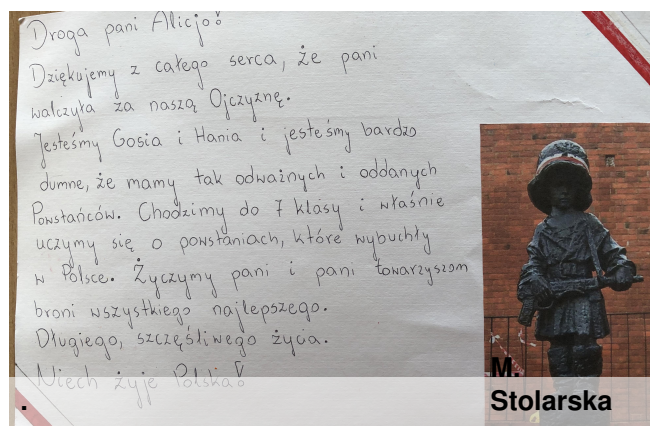 Droga pani Alicjo!
Dziękujemy z całego serca, że pani
walczyła za naszą Ojczyznę.
Jesteśmy Gosia i Hania i jesteśmy bardzo
dumne, że mamy tak odważnych i oddanych
Powstańców. Chodzimy do 7 klasy i właśnie
uczymy się o powstaniach, które wybuchły
w Polsce. Życzymy pani i pani towarzyszom
broni wszystkiego najlepszego.
Długiego, szczęśliwego życia.
Niech żyje Polska!
.
M.
Stolarska